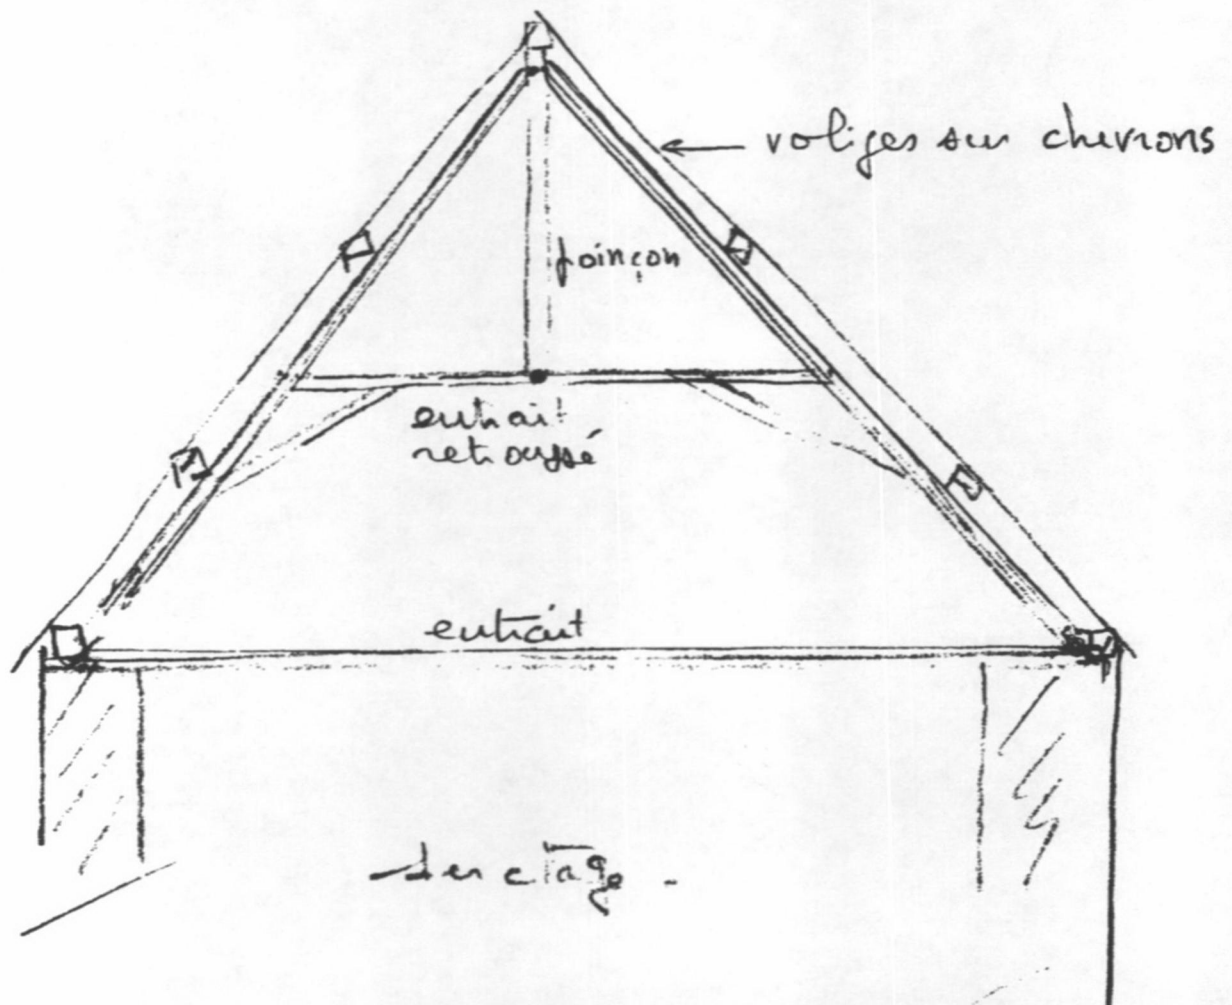 voliges sur chevrons
poinçon
entrait
retroussé
entrait
étage